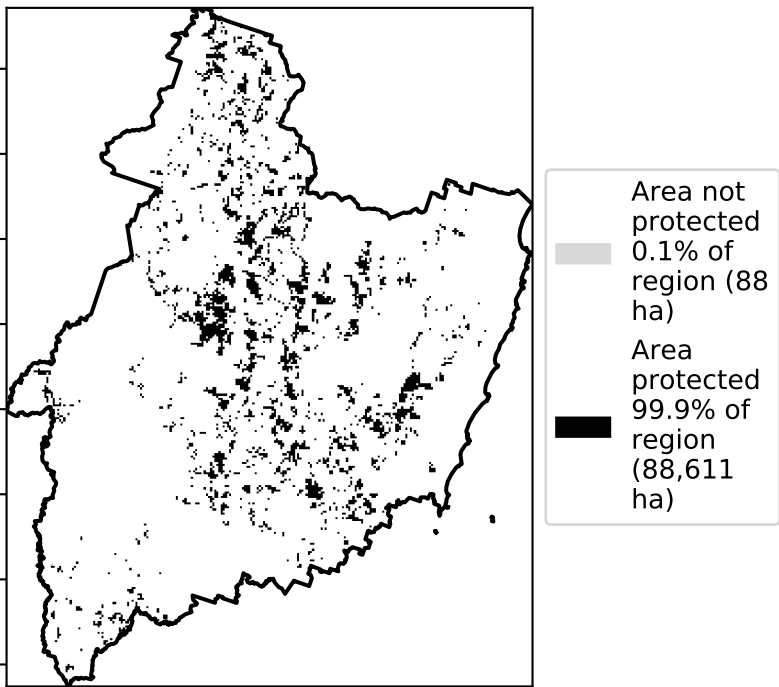 Area not
protected
0.1% of
region (88
ha)
Area
protected
99.9% of
region
(88,611
ha)